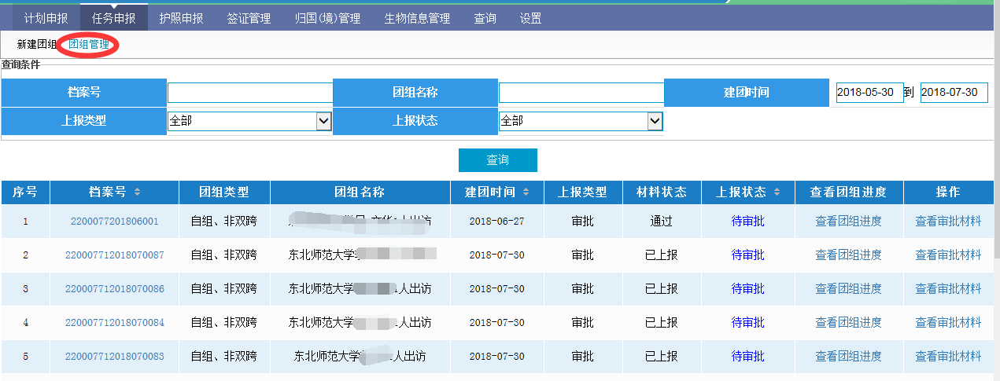 计划申报 任务申报 护照申报 签证管理 归国(境)管理 生物信息管理 查询 设置
新建团组 团组管理
查询条件
档案号 团组名称 建团时间 2018-05-30 到 2018-07-30
上报类型 全部 上报状态 全部
查询
序号 档案号 团组类型 团组名称 建团时间 上报类型 材料状态 上报状态 查看团组进度 操作
1 2200077201806001 自组、非双跨 人出访 2018-06-27 审批 通过 待审批 查看团组进度 查看审批材料
2 220007712018070087 自组、非双跨 东北师范大学 2018-07-30 审批 已上报 待审批 查看团组进度 查看审批材料
3 220007712018070086 自组、非双跨 东北师范大学 1人出访 2018-07-30 审批 已上报 待审批 查看团组进度 查看审批材料
4 220007712018070084 自组、非双跨 东北师范大学 1人出访 2018-07-30 审批 已上报 待审批 查看团组进度 查看审批材料
5 220007712018070083 自组、非双跨 东北师范大学 1人出访 2018-07-30 审批 已上报 待审批 查看团组进度 查看审批材料